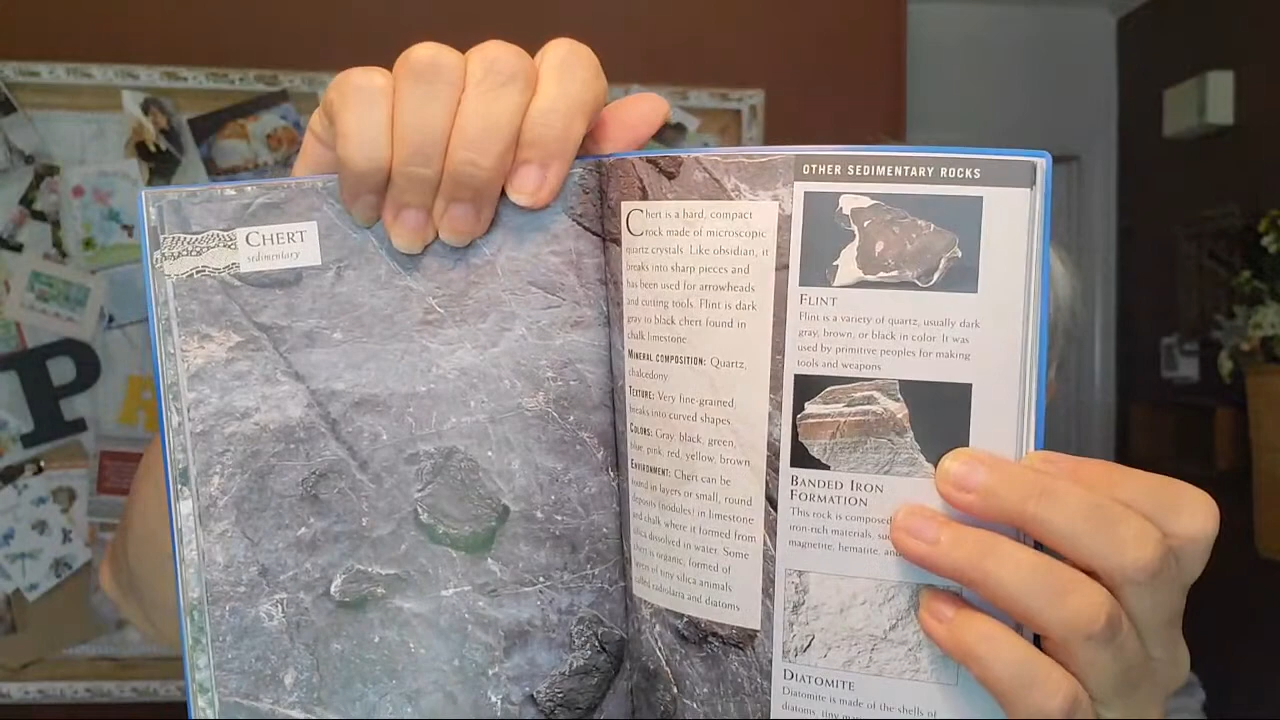 CHERT
sedimentary
Chert is a hard, compact
rock made of microscopic
quartz crystals. Like obsidian, it
breaks into sharp pieces and
has been used for arrowheads
and cutting tools. Flint is dark
gray to black chert found in
chalk limestone.
MINERAL COMPOSITION: Quartz,
chalcedony
TEXTURE: Very fine-grained,
breaks into curved shapes.
COLORS: Gray, black, green,
blue, pink, red, yellow, brown
ENVIRONMENT: Chert can be
found in layers or small, round
deposits (nodules) in limestone
and chalk where it formed from
silica dissolved in water. Some
chert is organic, formed of
layers of tiny silica animals
called radiolaria and diatoms
OTHER SEDIMENTARY ROCKS
FLINT
Flint is a variety of quartz, usually dark
gray, brown, or black in color. It was
used by primitive peoples for making
tools and weapons
BANDED IRON
FORMATION
This rock is composed
iron-rich materials,
magnetite, hematite,
DIATOMITE
Diatomite is made of the shells of
diatoms, tiny
P